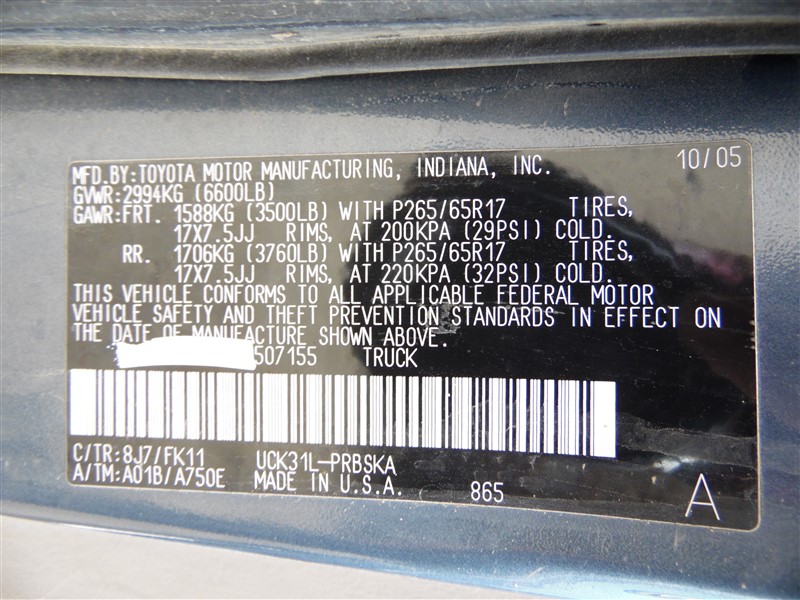 MFD.BY:TOYOTA MOTOR MANUFACTURING, INDIANA, INC. 10/05
GVWR:2994KG (6600LB)
GAWR:FRT. 1588KG (3500LB) WITH P265/65R17 TIRES,
17X7.5JJ RIMS, AT 200KPA (29PSI) COLD.
RR. 1706KG (3760LB) WITH P265/65R17 TIRES,
17X7.5JJ RIMS, AT 220KPA (32PSI) COLD.
THIS VEHICLE CONFORMS TO ALL APPLICABLE FEDERAL MOTOR
VEHICLE SAFETY AND THEFT PREVENTION STANDARDS IN EFFECT ON
THE DATE OF MANUFACTURE SHOWN ABOVE.
507155 TRUCK
C/TR:8J7/FK11 UCK31L-PRBSKA
A/TM:A01B/A750E MADE IN U.S.A. 865 A